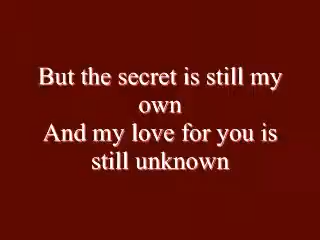 But the secret is still my
own
And my love for you is
still unknown